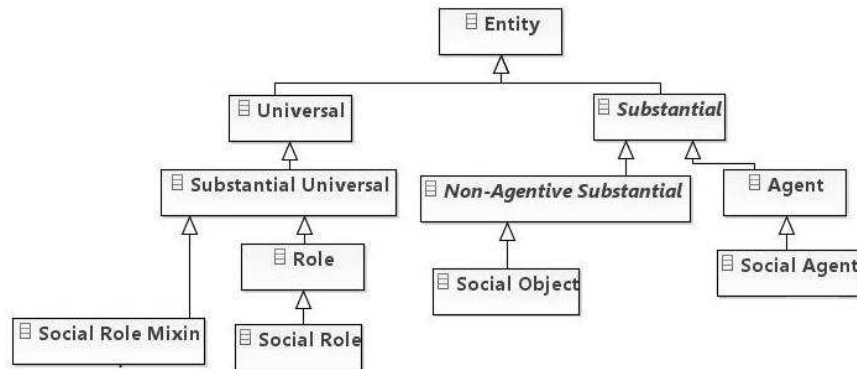 Entity
Universal
Substantial
Substantial Universal
Non-Agentive Substantial
Agent
Role
Social Object
Social Agent
Social Role Mixin
Social Role